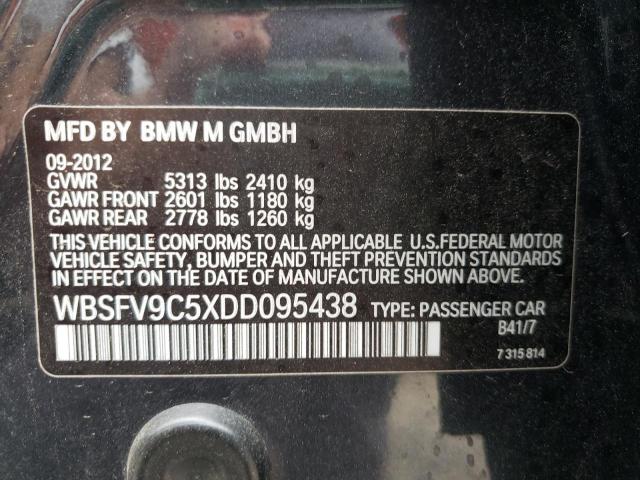 MFD BY BMW M GMBH
09-2012
GVWR 5313 lbs 2410 kg
GAWR FRONT 2601 lbs 1180 kg
GAWR REAR 2778 lbs 1260 kg
THIS VEHICLE CONFORMS TO ALL APPLICABLE U.S.FEDERAL MOTOR
VEHICLE SAFETY, BUMPER AND THEFT PREVENTION STANDARDS
IN EFFECT ON THE DATE OF MANUFACTURE SHOWN ABOVE.
WBSFV9C5XDD095438 TYPE: PASSENGER CAR
B41/7
7 315 814